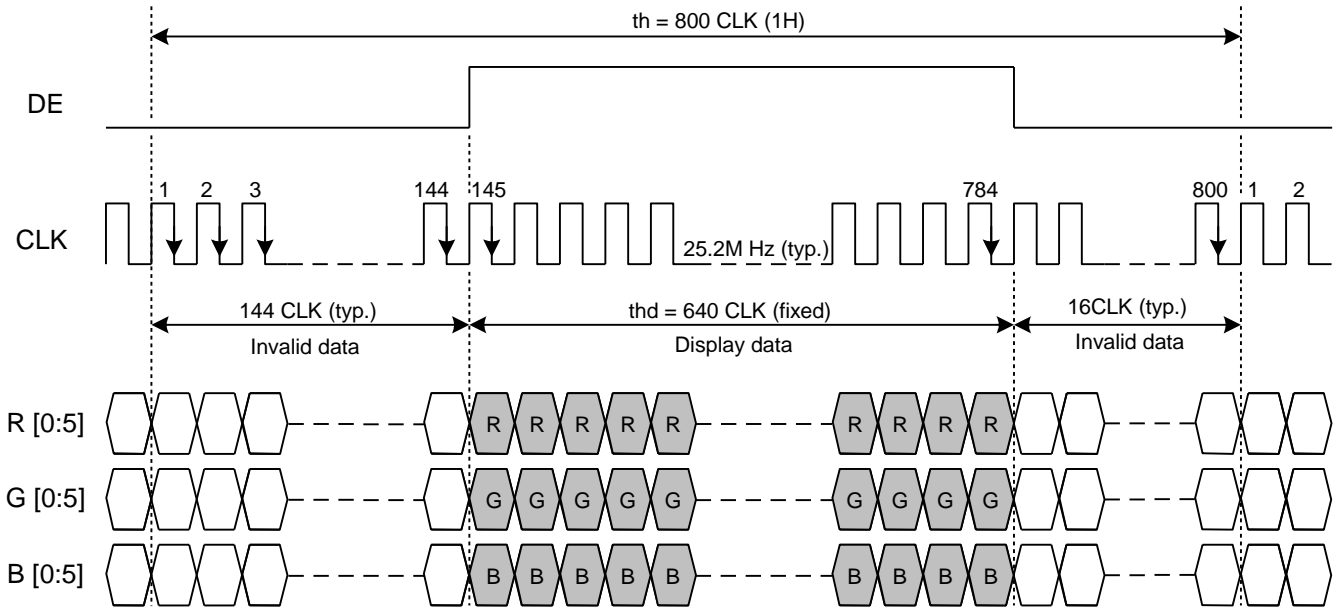 th = 800 CLK (1H)
DE
1 2 3 144 145 784 800 1 2
CLK
25.2M Hz (typ.)
144 CLK (typ.) thd = 640 CLK (fixed) 16CLK (typ.)
Invalid data Display data Invalid data
R [0:5] R R R R R R R R R
G [0:5] G G G G G G G G G
B [0:5] B B B B B B B B B